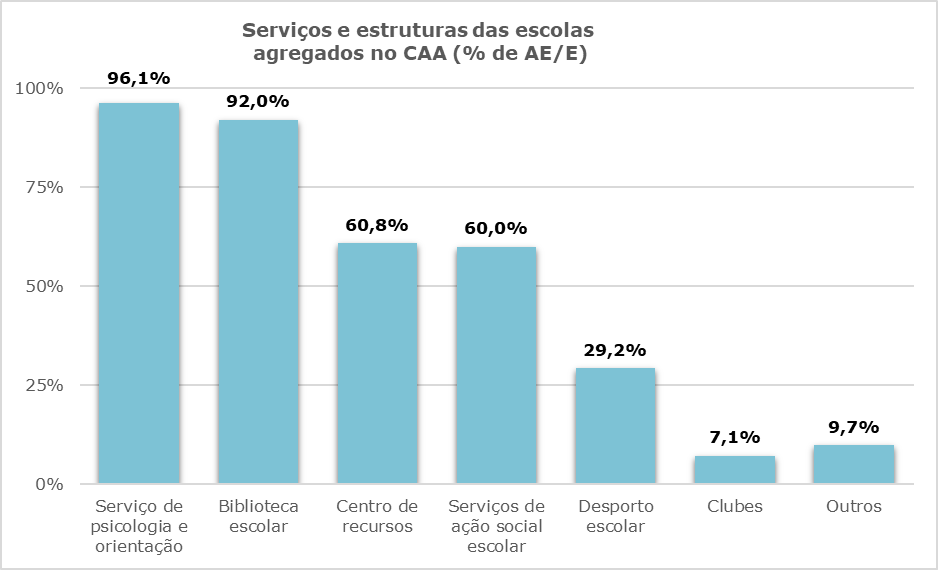 Serviços e estruturas das escolas
agregados no CAA (% de AE/E)
96,1%
92,0%
60,8%
60,0%
29,2%
7,1%
9,7%
100%
75%
50%
25%
0%
Serviço de
psicologia e
orientação
Biblioteca
escolar
Centro de
recursos
Serviços de
ação social
escolar
Desporto
escolar
Clubes
Outros